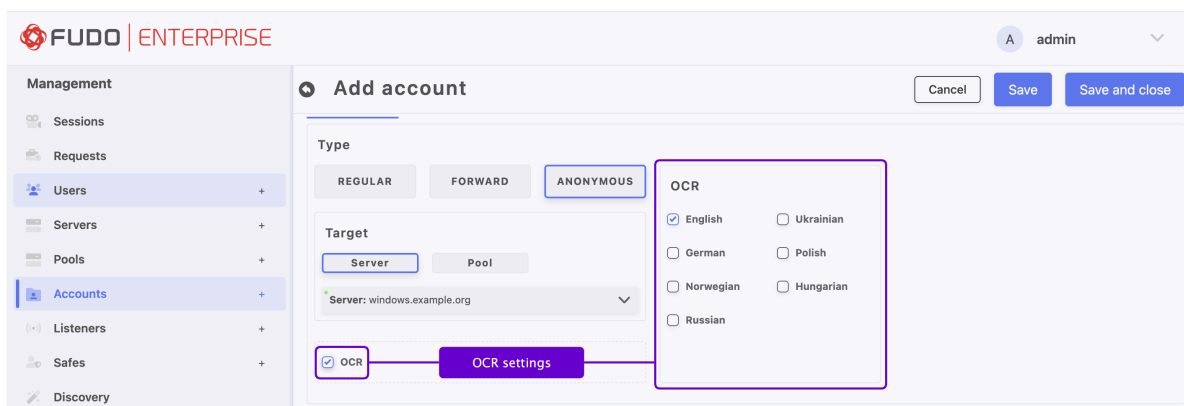 FUDO ENTERPRISE
A admin
Management
Add account
Cancel
Save
Save and close
Sessions
Requests
Users +
Servers +
Pools +
Accounts +
Listeners +
Safes +
Discovery
Type
REGULAR FORWARD ANONYMOUS
Target
Server Pool
* Server: windows.example.org
OCR
OCR settings
OCR
English Ukrainian
German Polish
Norwegian Hungarian
Russian